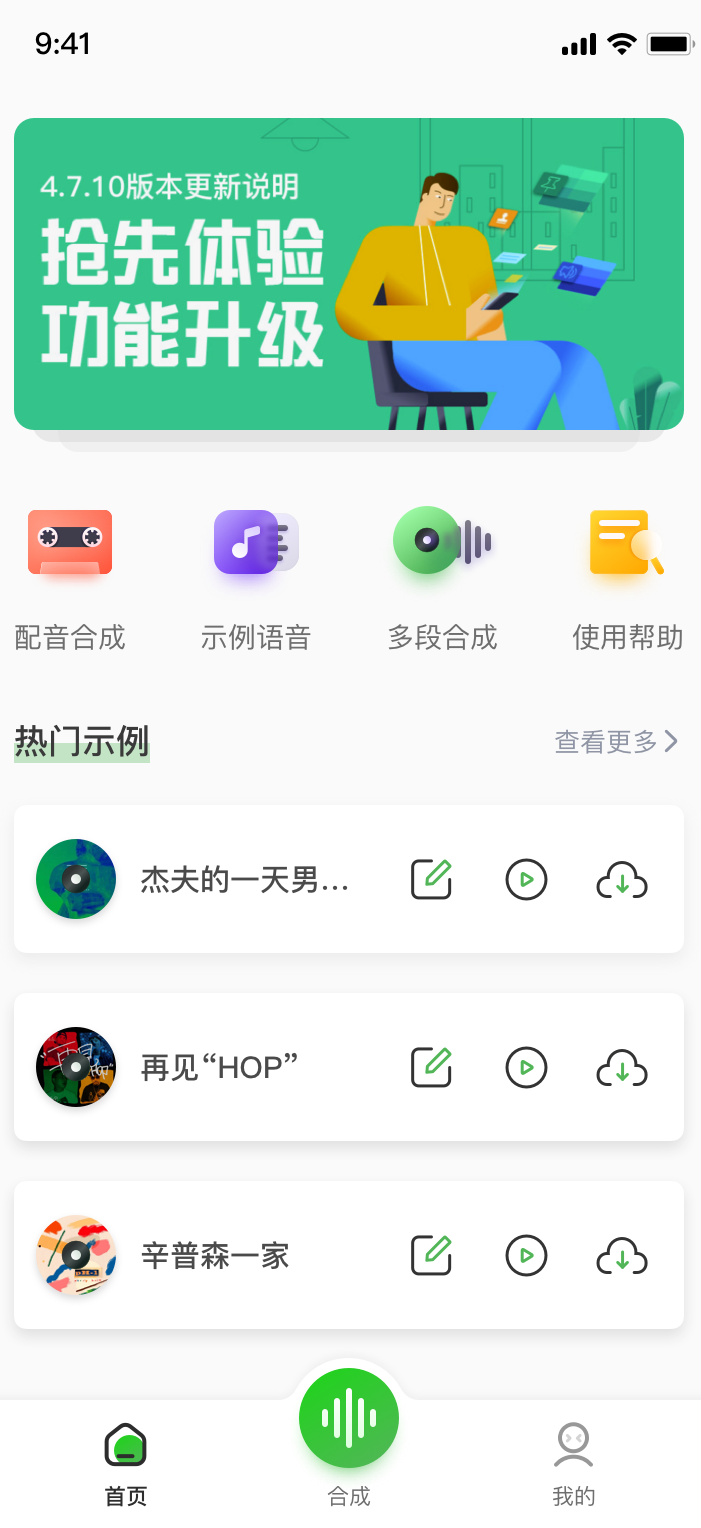 9:41
4.7.10版本更新说明
抢先体验
功能升级
配音合成
示例语音
多段合成
使用帮助
热门示例
查看更多
杰夫的一天男...
再见“HOP”
辛普森一家
首页
合成
我的